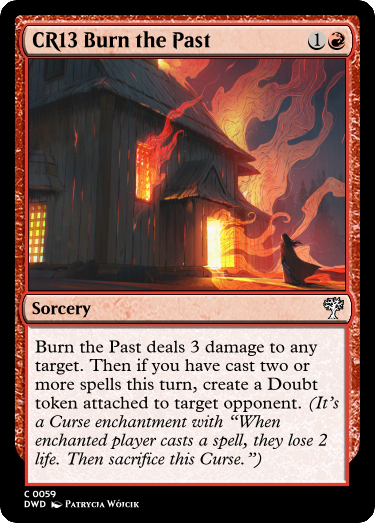 CR13 Burn the Past 1
Sorcery
Burn the Past deals 3 damage to any
target. Then if you have cast two or
more spells this turn, create a Doubt
token attached to target opponent. (It's
a Curse enchantment with “When
enchanted player casts a spell, they lose 2
life. Then sacrifice this Curse.”)
C 0059
DWD Patrycja Wójcik